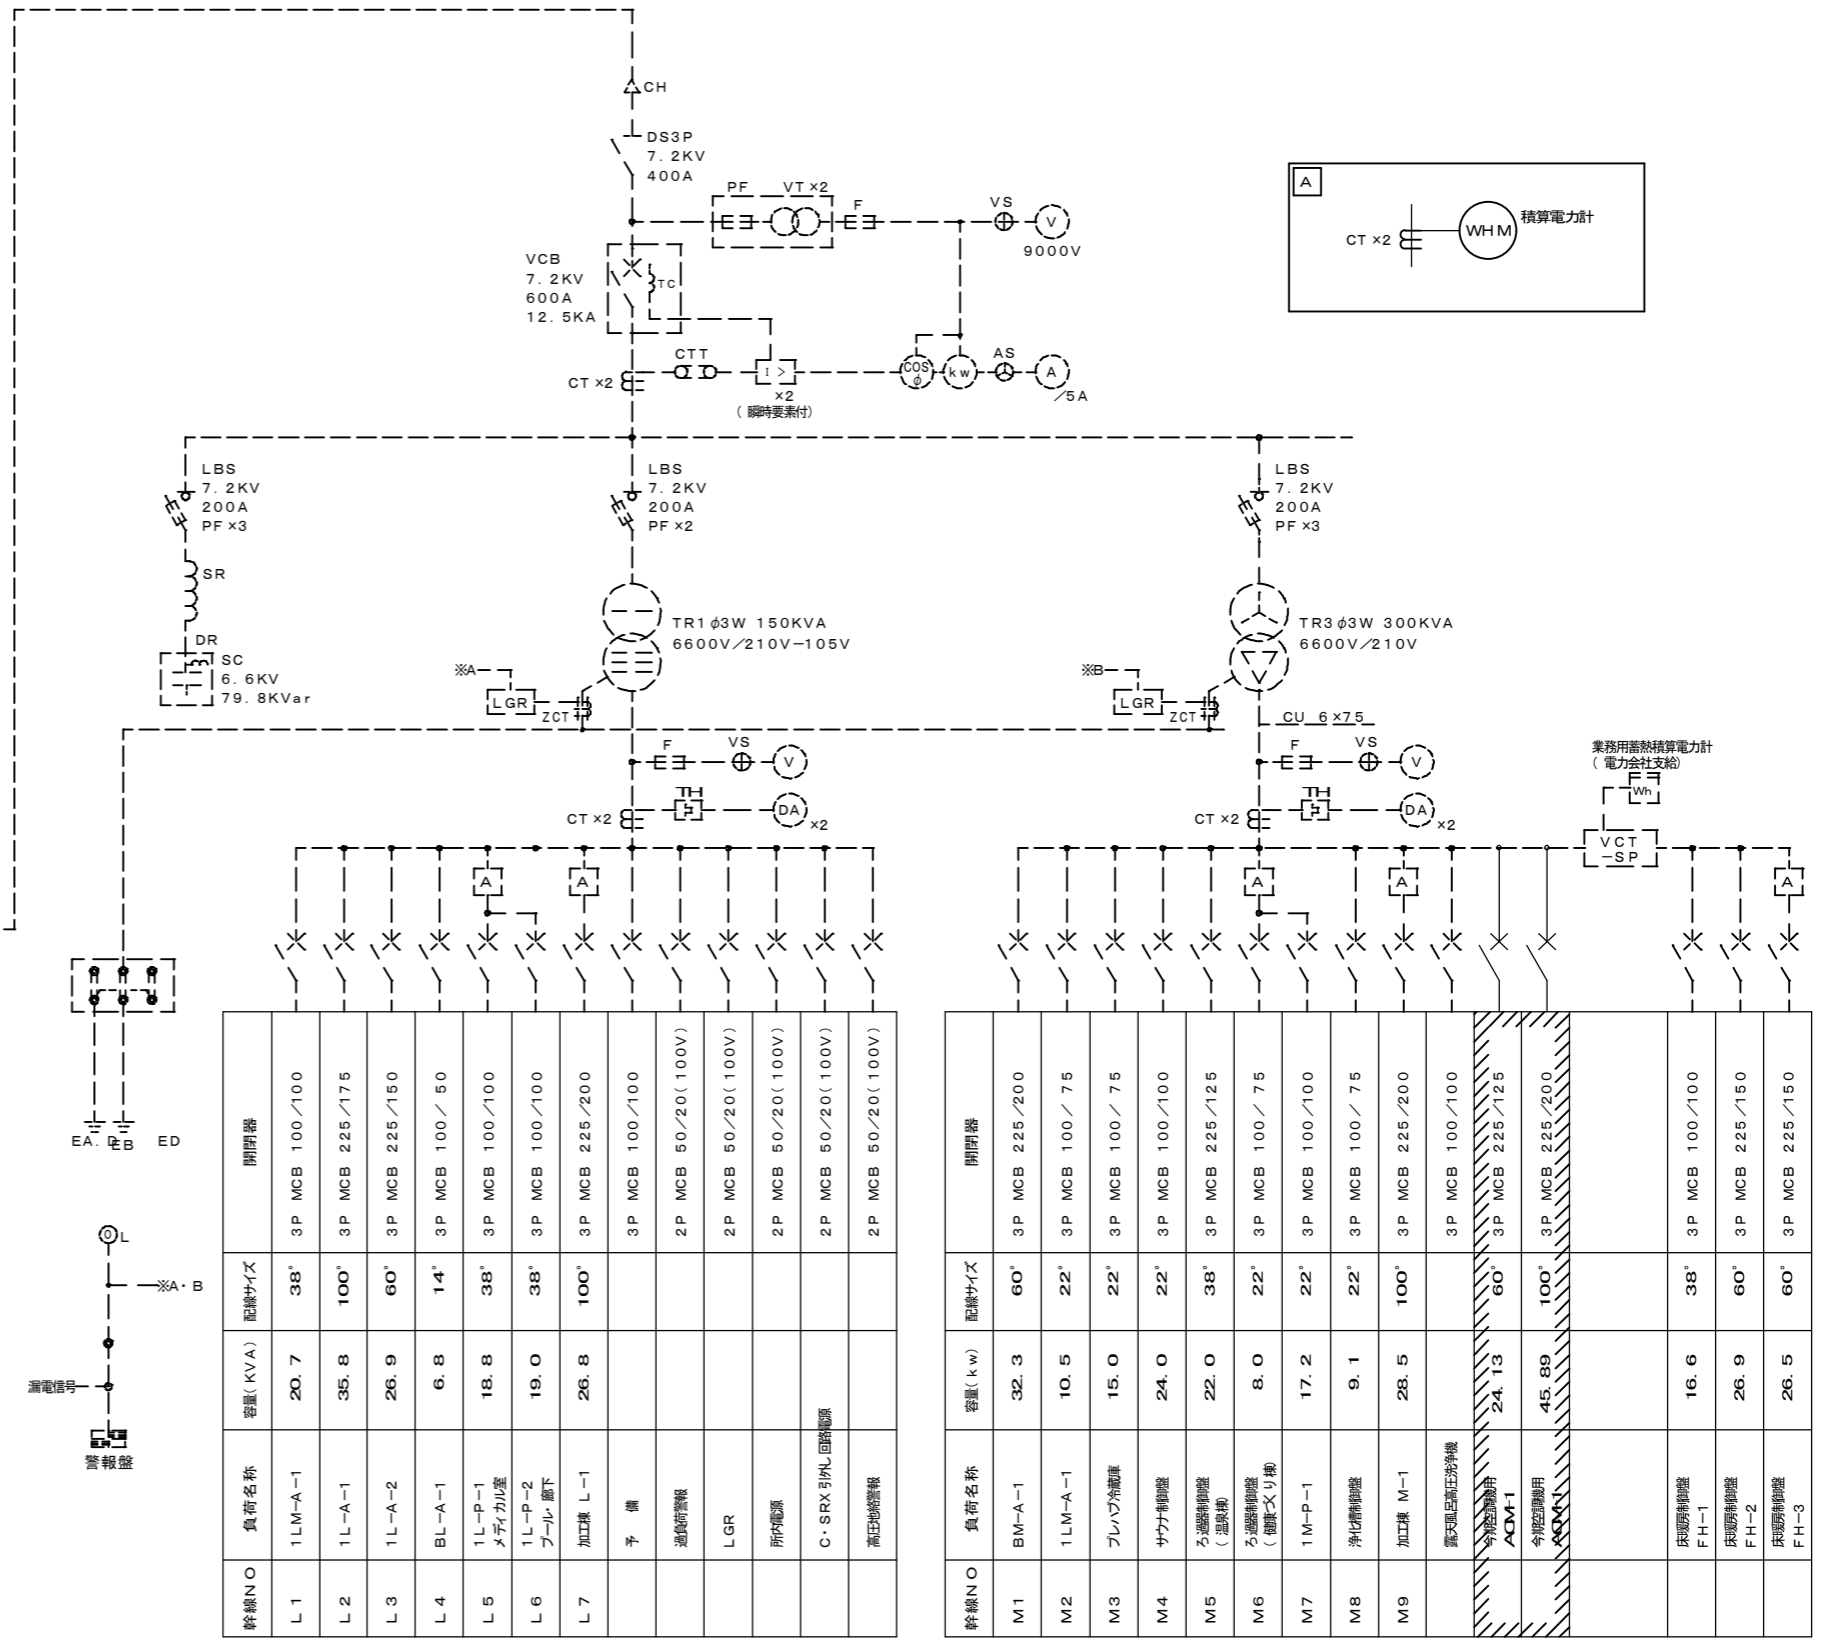 CH
DS3P
7.2KV
400A
PF
VT×2
F
VS
V
9000V
A
CT×2
WHM
積算電力計
VCB
7.2KV
600A
12.5KA
TC
CTT
CT×2
I>
×2
(瞬時要素付)
COS
φ
kw
AS
A
/5A
LBS
7.2KV
200A
PF×3
LBS
7.2KV
200A
PF×2
LBS
7.2KV
200A
PF×3
SR
DR
SC
6.6KV
79.8KVar
TR1φ3W 150KVA
6600V/210V-105V
TR3φ3W 300KVA
6600V/210V
※A
LGR
ZCT
※B
LGR
ZCT
CU 6×75
F
VS
V
TH
CT×2
DA
×2
F
VS
V
TH
CT×2
DA
×2
業務用蓄熱積算電力計
(電力会社支給)
Wh
VCT
-SP
A
A
A
A
A
EA.D
EB
ED
L
※A・B
漏電信号
警報盤
開閉器
配線サイズ
容量(KVA)
負荷名称
幹線NO
3P MCB 100/100
38°
20.7
1LM-A-1
L1
3P MCB 225/175
100°
35.8
1L-A-1
L2
3P MCB 225/150
60°
26.9
1L-A-2
L3
3P MCB 100/ 50
14°
6.8
BL-A-1
L4
3P MCB 100/100
38°
18.8
1L-P-1
メディカル室
L5
3P MCB 100/100
38°
19.0
1L-P-2
プール・廊下
L6
3P MCB 225/200
100°
26.8
加工棟 L-1
L7
3P MCB 100/100
予 備
2P MCB 50/20(100V)
過負荷警報
2P MCB 50/20(100V)
LGR
2P MCB 50/20(100V)
所内電源
2P MCB 50/20(100V)
C・SRX引外し回路電源
2P MCB 50/20(100V)
高圧地絡警報
開閉器
配線サイズ
容量(kw)
負荷名称
幹線NO
3P MCB 225/200
60°
32.3
BM-A-1
M1
3P MCB 100/ 75
22°
10.5
1LM-A-1
M2
3P MCB 100/ 75
22°
15.0
プレハブ冷蔵庫
M3
3P MCB 100/100
22°
24.0
サウナ制御盤
M4
3P MCB 225/125
38°
22.0
ろ過器制御盤
(温泉棟)
M5
3P MCB 100/ 75
22°
8.0
ろ過器制御盤
(健康づくり棟)
M6
3P MCB 100/100
22°
17.2
1M-P-1
M7
3P MCB 100/ 75
22°
9.1
浄化槽制御盤
M8
3P MCB 225/200
100°
28.5
加工棟 M-1
M9
3P MCB 100/100
露天風呂高圧洗浄機
3P MCB 225/125
60°
24.13
今期空調機用
ACM-1
3P MCB 225/200
100°
45.89
今期空調機用
3P MCB 100/100
38°
16.6
床暖房制御盤
FH-1
3P MCB 225/150
60°
26.9
床暖房制御盤
FH-2
3P MCB 225/150
60°
26.5
床暖房制御盤
FH-3